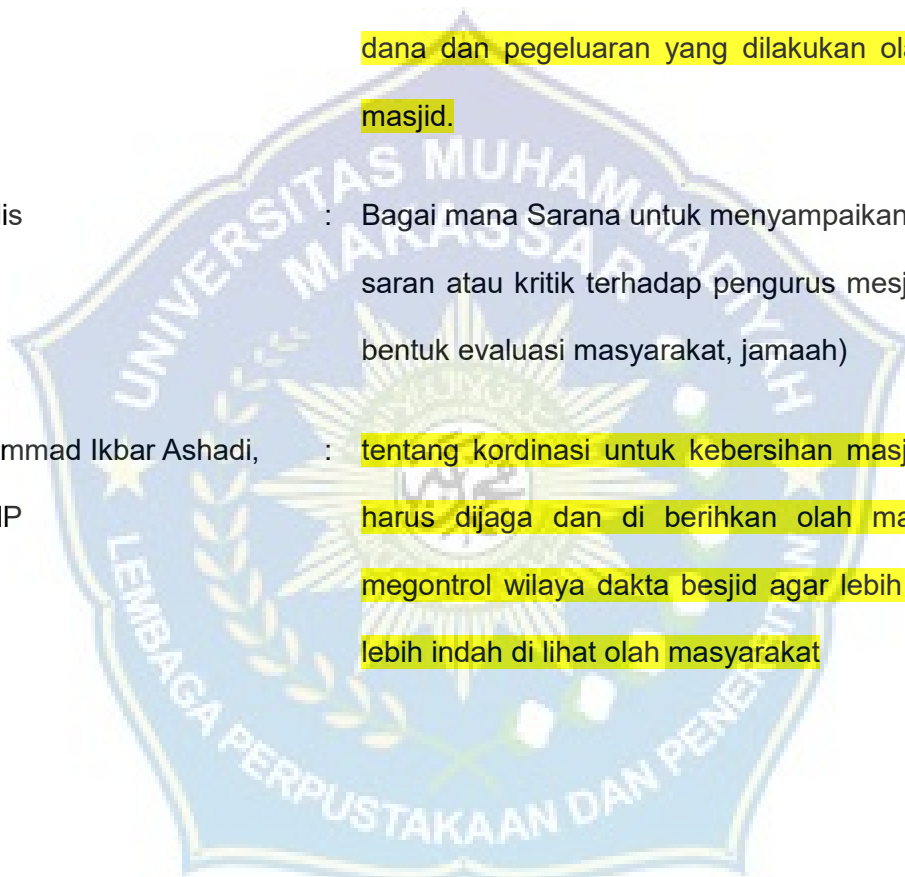 dana dan pegeluaran yang dilakukan ola
masjid.
lis : Bagai mana Sarana untuk menyampaikan
saran atau kritik terhadap pengurus mesj
bentuk evaluasi masyarakat, jamaah)
mmad Ikbar Ashadi, : tentang kordinasi untuk kebersihan masj
IP harus dijaga dan di berihkan olah ma
megontrol wilaya dakta besjid agar lebih
lebih indah di lihat olah masyarakat
UNIVERSITAS MUHAMMADIYAH
MAKASSAR
LEMBAGA PERPUSTAKAAN DAN PENERBITAN